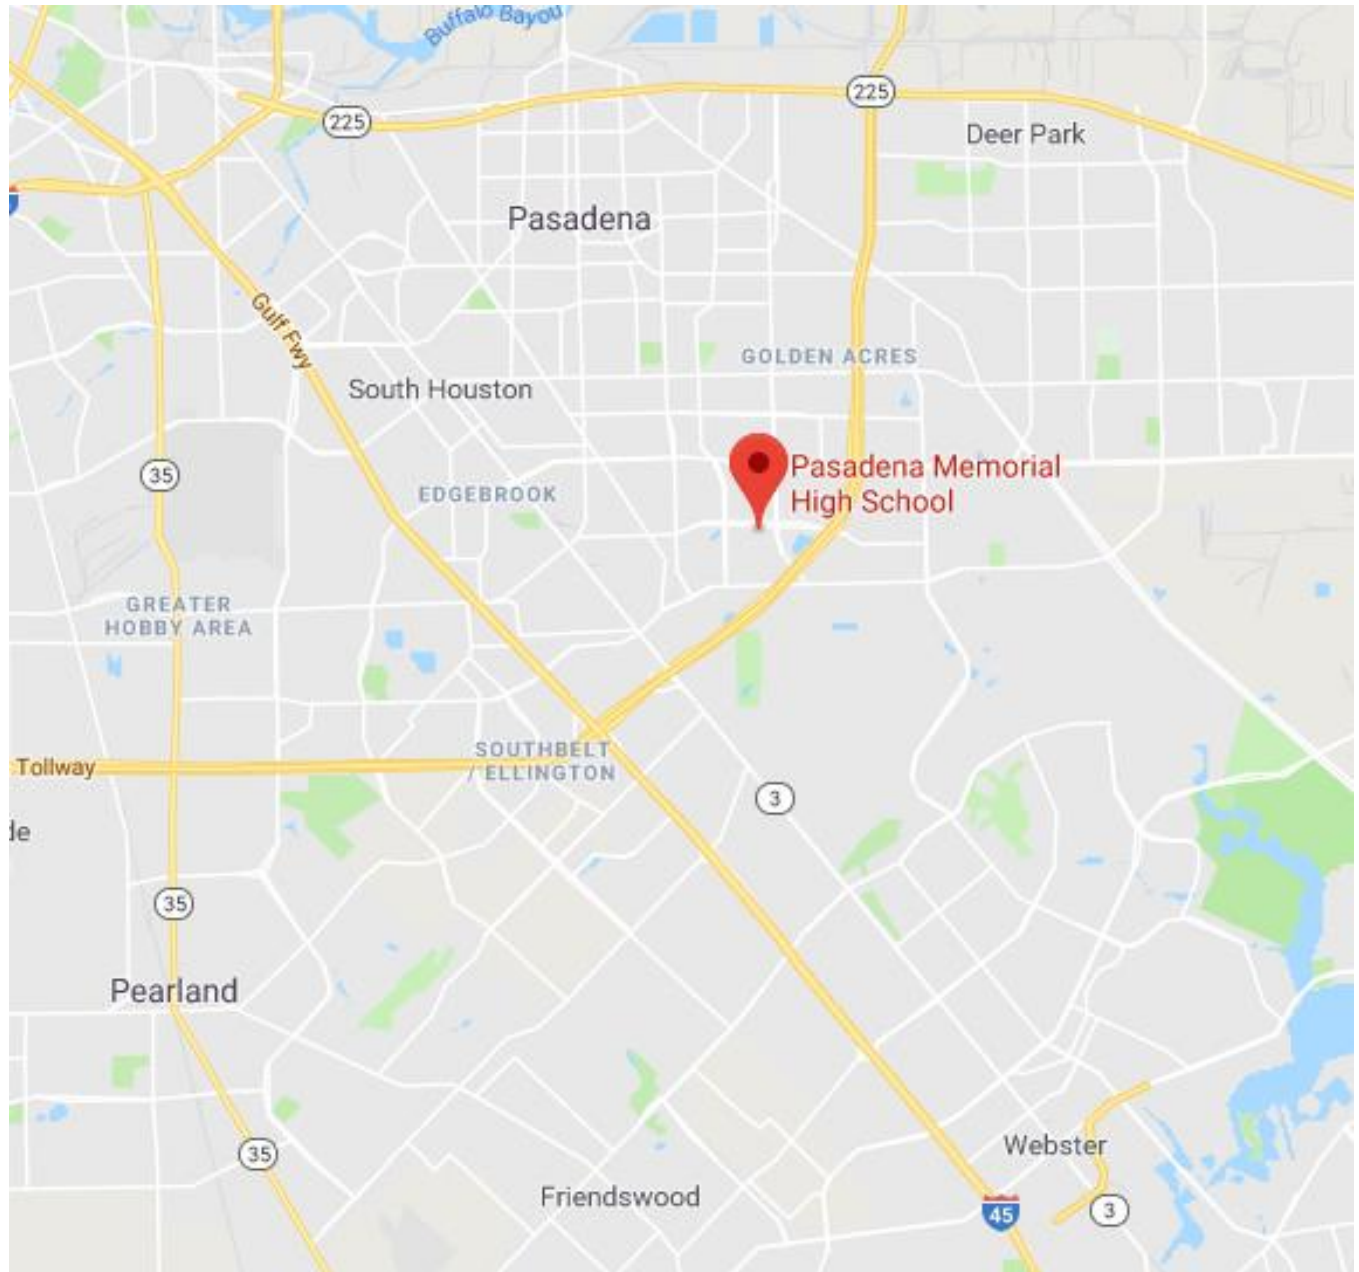 Buffalo Bayou
225
225
Deer Park
Pasadena
Gulf Fwy
GOLDEN ACRES
South Houston
35
Pasadena Memorial
High School
EDGEBROOK
GREATER
HOBBY AREA
SOUTHBELT
/ ELLINGTON
Tollway
3
de
35
Pearland
Webster
35
Friendswood
45
3